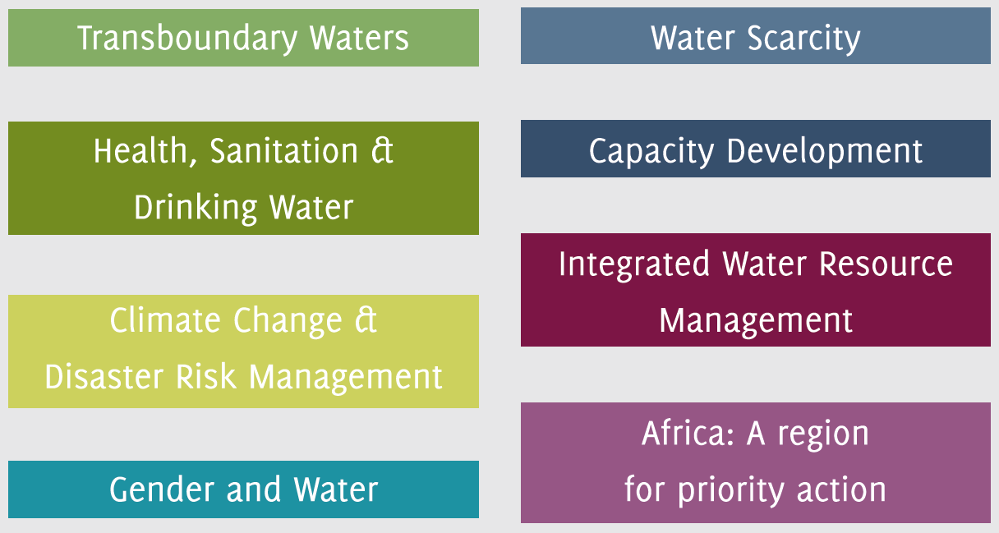 Transboundary Waters
Health, Sanitation &
Drinking Water
Climate Change &
Disaster Risk Management
Gender and Water
Water Scarcity
Capacity Development
Integrated Water Resource
Management
Africa: A region
for priority action